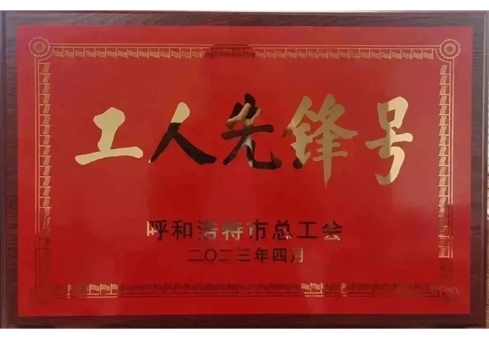 工人先锋号
呼和浩特市总工会
二〇二三年四月